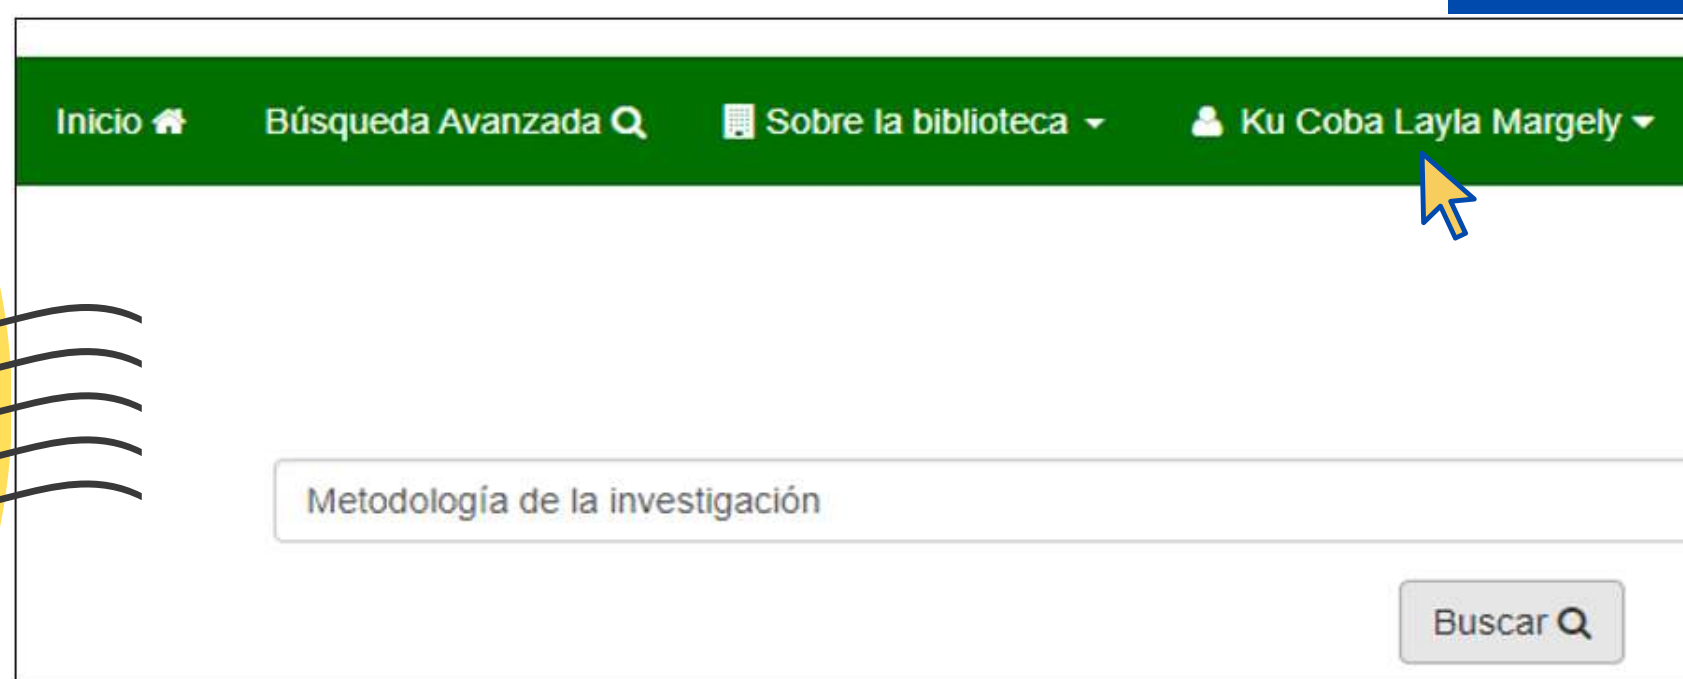 Inicio Búsqueda Avanzada Sobre la biblioteca Ku Coba Layla Margely
Metodología de la investigación
Buscar